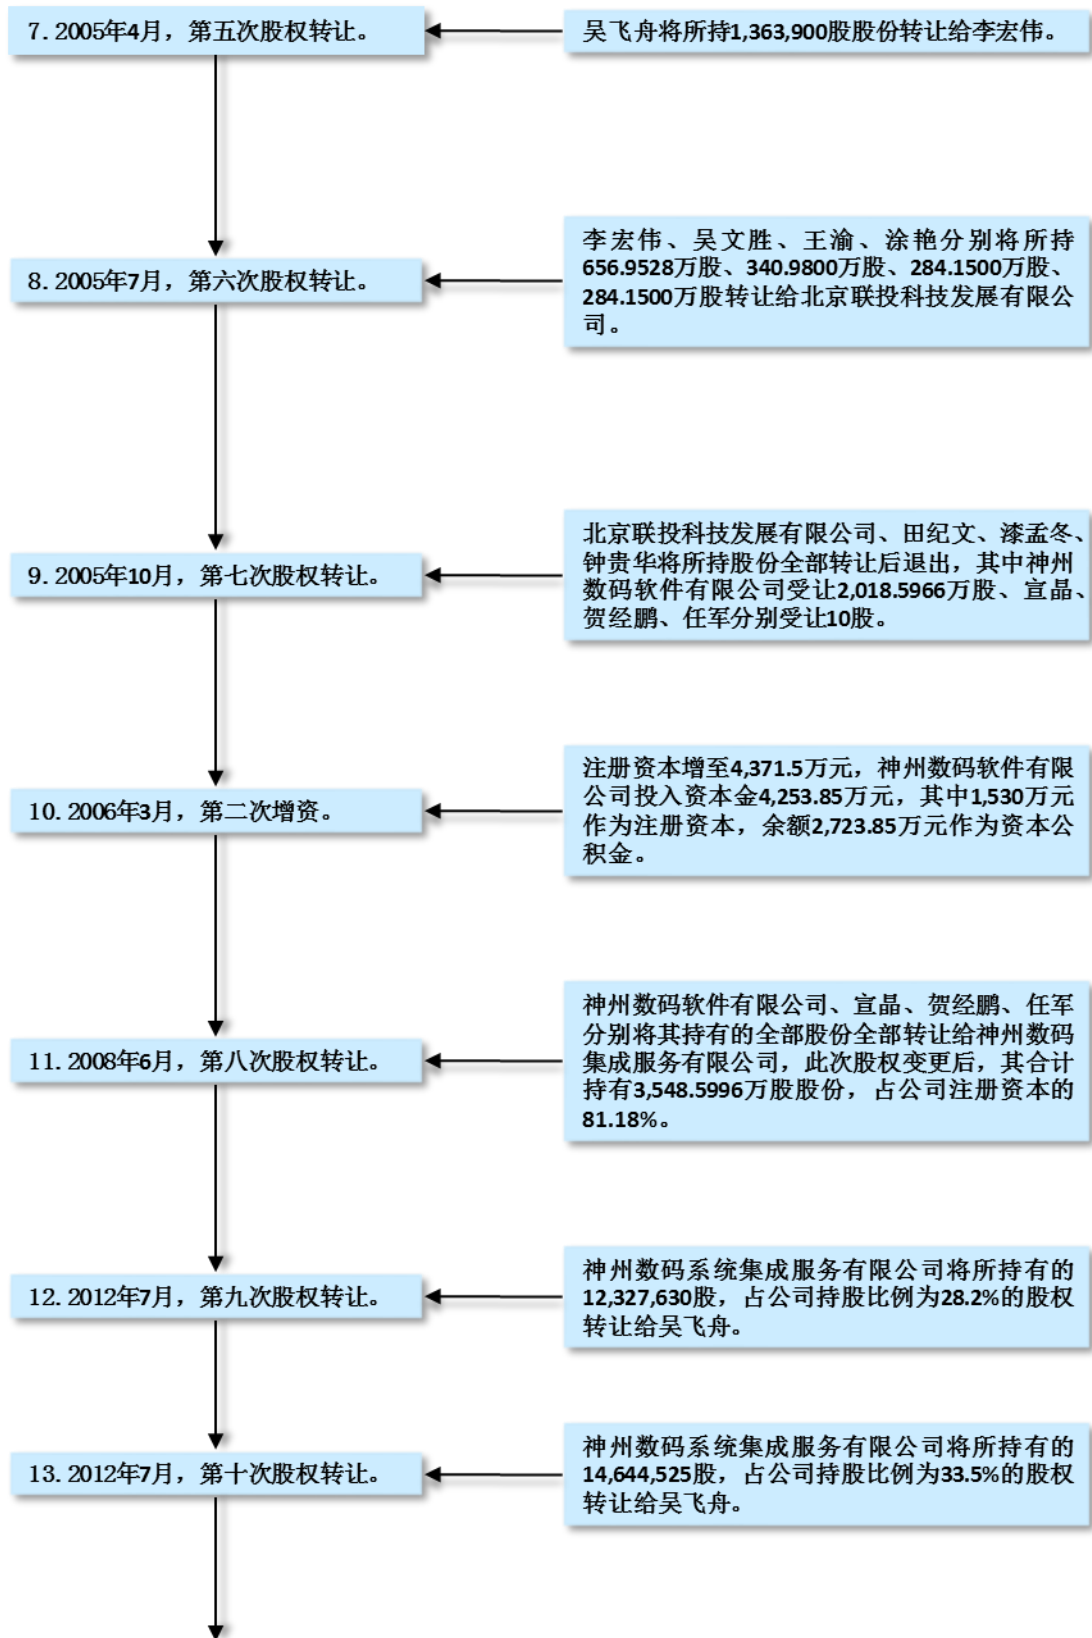 7.2005年4月，第五次股权转让。
吴飞舟将所持1,363,900股股份转让给李宏伟。
8.2005年7月，第六次股权转让。
李宏伟、吴文胜、王渝、涂艳分别将所持
656.9528万股、340.9800万股、284.1500万股、
284.1500万股转让给北京联投科技发展有限公
司。
9.2005年10月，第七次股权转让。
北京联投科技发展有限公司、田纪文、漆孟冬、
钟贵华将所持股份全部转让后退出，其中神州
数码软件有限公司受让2,018.5966万股、宣晶、
贺经鹏、任军分别受让10股。
10.2006年3月，第二次增资。
注册资本增至4,371.5万元，神州数码软件有限
公司投入资本金4,253.85万元，其中1,530万元
作为注册资本，余额2,723.85万元作为资本公
积金。
11.2008年6月，第八次股权转让。
神州数码软件有限公司、宣晶、贺经鹏、任军
分别将其持有的全部股份全部转让给神州数码
集成服务有限公司，此次股权变更后，其合计
持有3,548.5996万股股份，占公司注册资本的
81.18%。
12.2012年7月，第九次股权转让。
神州数码系统集成服务有限公司将所持有的
12,327,630股，占公司持股比例为28.2%的股权
转让给吴飞舟。
13.2012年7月，第十次股权转让。
神州数码系统集成服务有限公司将所持有的
14,644,525股，占公司持股比例为33.5%的股权
转让给吴飞舟。